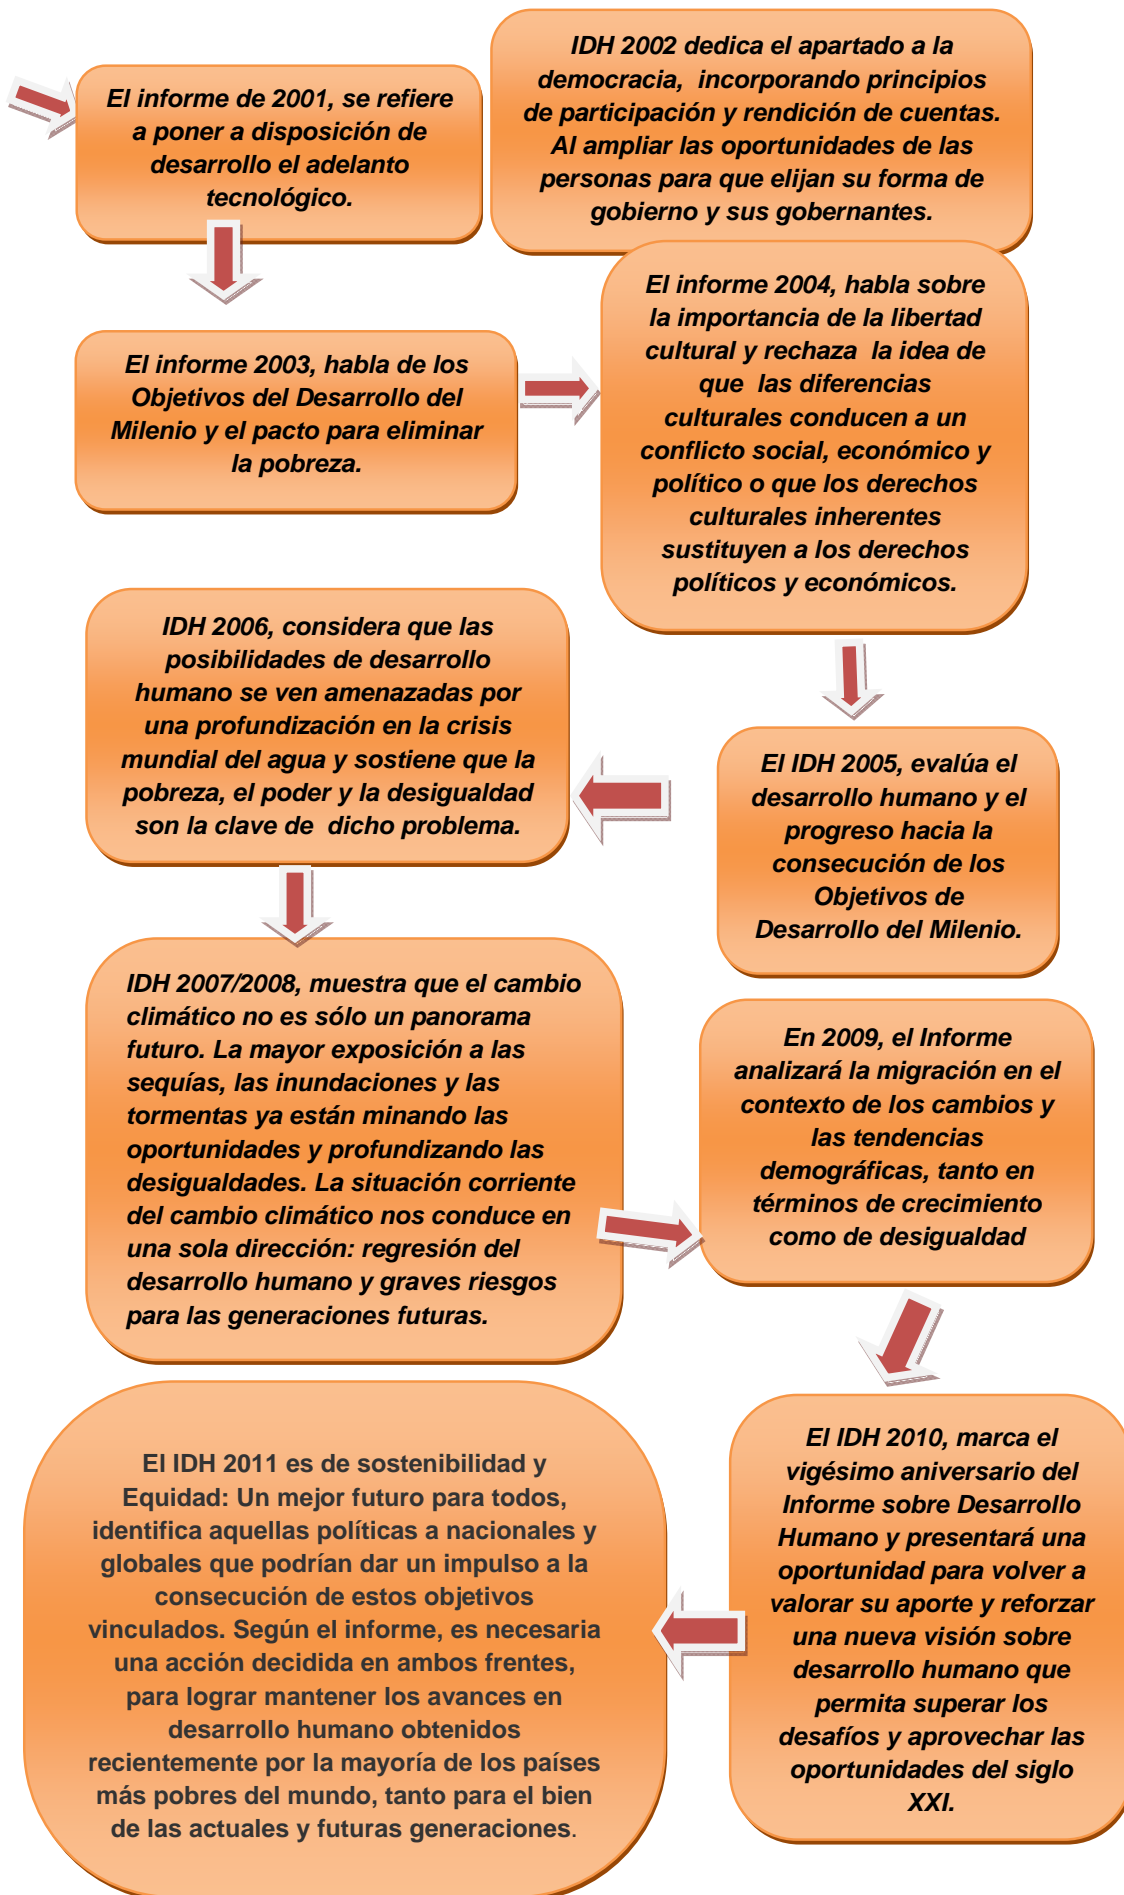 El informe de 2001, se refiere
a poner a disposición de
desarrollo el adelanto
tecnológico.
IDH 2002 dedica el apartado a la
democracia, incorporando principios
de participación y rendición de cuentas.
Al ampliar las oportunidades de las
personas para que elijan su forma de
gobierno y sus gobernantes.
El informe 2003, habla de los
Objetivos del Desarrollo del
Milenio y el pacto para eliminar
la pobreza.
El informe 2004, habla sobre
la importancia de la libertad
cultural y rechaza la idea de
que las diferencias
culturales conducen a un
conflicto social, económico y
político o que los derechos
culturales inherentes
sustituyen a los derechos
políticos y económicos.
El IDH 2005, evalúa el
desarrollo humano y el
progreso hacia la
consecución de los
Objetivos de
Desarrollo del Milenio.
IDH 2006, considera que las
posibilidades de desarrollo
humano se ven amenazadas por
una profundización en la crisis
mundial del agua y sostiene que la
pobreza, el poder y la desigualdad
son la clave de dicho problema.
IDH 2007/2008, muestra que el cambio
climático no es sólo un panorama
futuro. La mayor exposición a las
sequías, las inundaciones y las
tormentas ya están minando las
oportunidades y profundizando las
desigualdades. La situación corriente
del cambio climático nos conduce en
una sola dirección: regresión del
desarrollo humano y graves riesgos
para las generaciones futuras.
En 2009, el Informe
analizará la migración en el
contexto de los cambios y
las tendencias
demográficas, tanto en
términos de crecimiento
como de desigualdad
El IDH 2010, marca el
vigésimo aniversario del
Informe sobre Desarrollo
Humano y presentará una
oportunidad para volver a
valorar su aporte y reforzar
una nueva visión sobre
desarrollo humano que
permita superar los
desafíos y aprovechar las
oportunidades del siglo
XXI.
El IDH 2011 es de sostenibilidad y
Equidad: Un mejor futuro para todos,
identifica aquellas políticas a nacionales y
globales que podrían dar un impulso a la
consecución de estos objetivos
vinculados. Según el informe, es necesaria
una acción decidida en ambos frentes,
para lograr mantener los avances en
desarrollo humano obtenidos
recientemente por la mayoría de los países
más pobres del mundo, tanto para el bien
de las actuales y futuras generaciones.